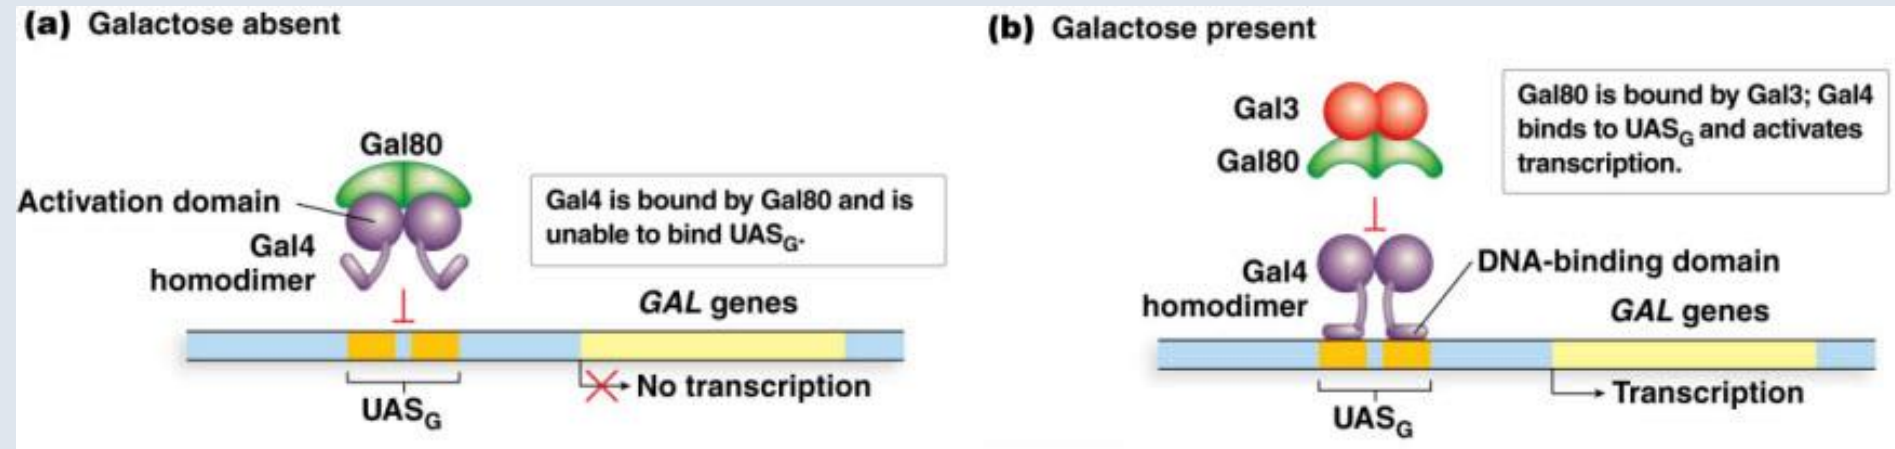 (a) Galactose absent
Gal80
Activation domain
Gal4
homodimer
Gal4 is bound by Gal80 and is
unable to bind UASG.
GAL genes
No transcription
UASG
(b) Galactose present
Gal3
Gal80
Gal80 is bound by Gal3; Gal4
binds to UASG and activates
transcription.
Gal4
homodimer
DNA-binding domain
GAL genes
Transcription
UASG